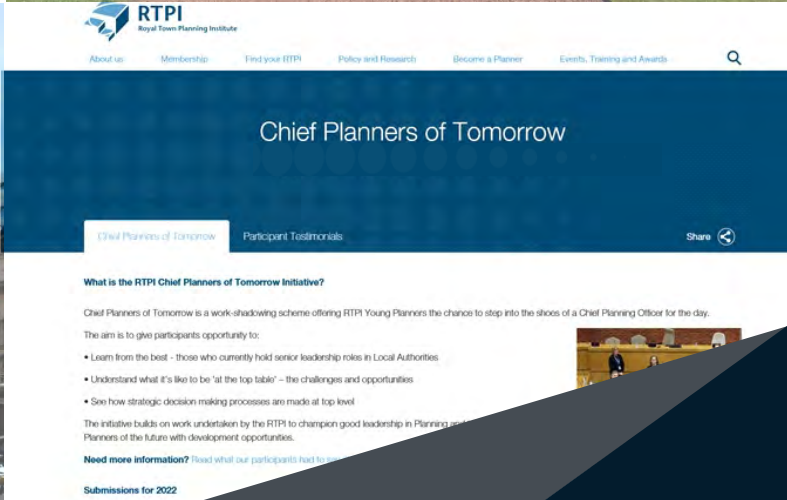 RTPI
Royal Town Planning Institute
About us Membership Find your RTPI Policy and Research Become a Planner Events, Training and Awards
Chief Planners of Tomorrow
Chief Planners of Tomorrow Participant Testimonials Share
What is the RTPI Chief Planners of Tomorrow Initiative?
Chief Planners of Tomorrow is a work-shadowing scheme offering RTPI Young Planners the chance to step into the shoes of a Chief Planning Officer for the day.
The aim is to give participants opportunity to:
• Learn from the best - those who currently hold senior leadership roles in Local Authorities
• Understand what it's like to be 'at the top table' – the challenges and opportunities
• See how strategic decision making processes are made at top level
The initiative builds on work undertaken by the RTPI to champion good leadership in Planning and
Planners of the future with development opportunities.
Need more information? Read what our participants had to say
Submissions for 2022